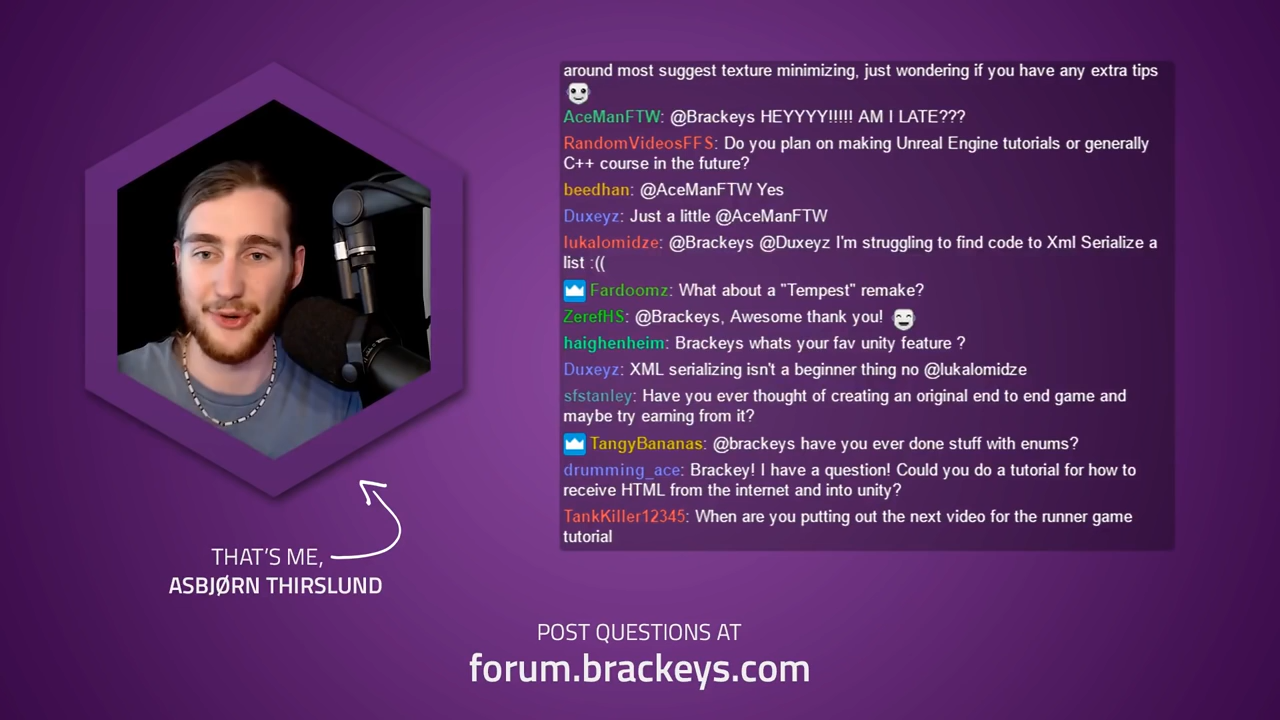 around most suggest texture minimizing, just wondering if you have any extra tips
AceManFTW: @Brackeys HEYYYY!!!!! AM I LATE???
RandomVideosFFS: Do you plan on making Unreal Engine tutorials or generally
C++ course in the future?
beedhan: @AceManFTW Yes
Duxeyz: Just a little @AceManFTW
lukalomidze: @Brackeys @Duxeyz I'm struggling to find code to Xml Serialize a
list :((
Fardoomz: What about a "Tempest" remake?
ZerefHS: @Brackeys, Awesome thank you!
haighenheim: Brackeys whats your fav unity feature ?
Duxeyz: XML serializing isn't a beginner thing no @lukalomidze
sfstanley: Have you ever thought of creating an original end to end game and
maybe try earning from it?
TangyBananas: @brackeys have you ever done stuff with enums?
drumming_ace: Brackey! I have a question! Could you do a tutorial for how to
receive HTML from the internet and into unity?
TankKiller12345: When are you putting out the next video for the runner game
tutorial
THAT'S ME,
ASBJØRN THIRSLUND
POST QUESTIONS AT
forum.brackeys.com